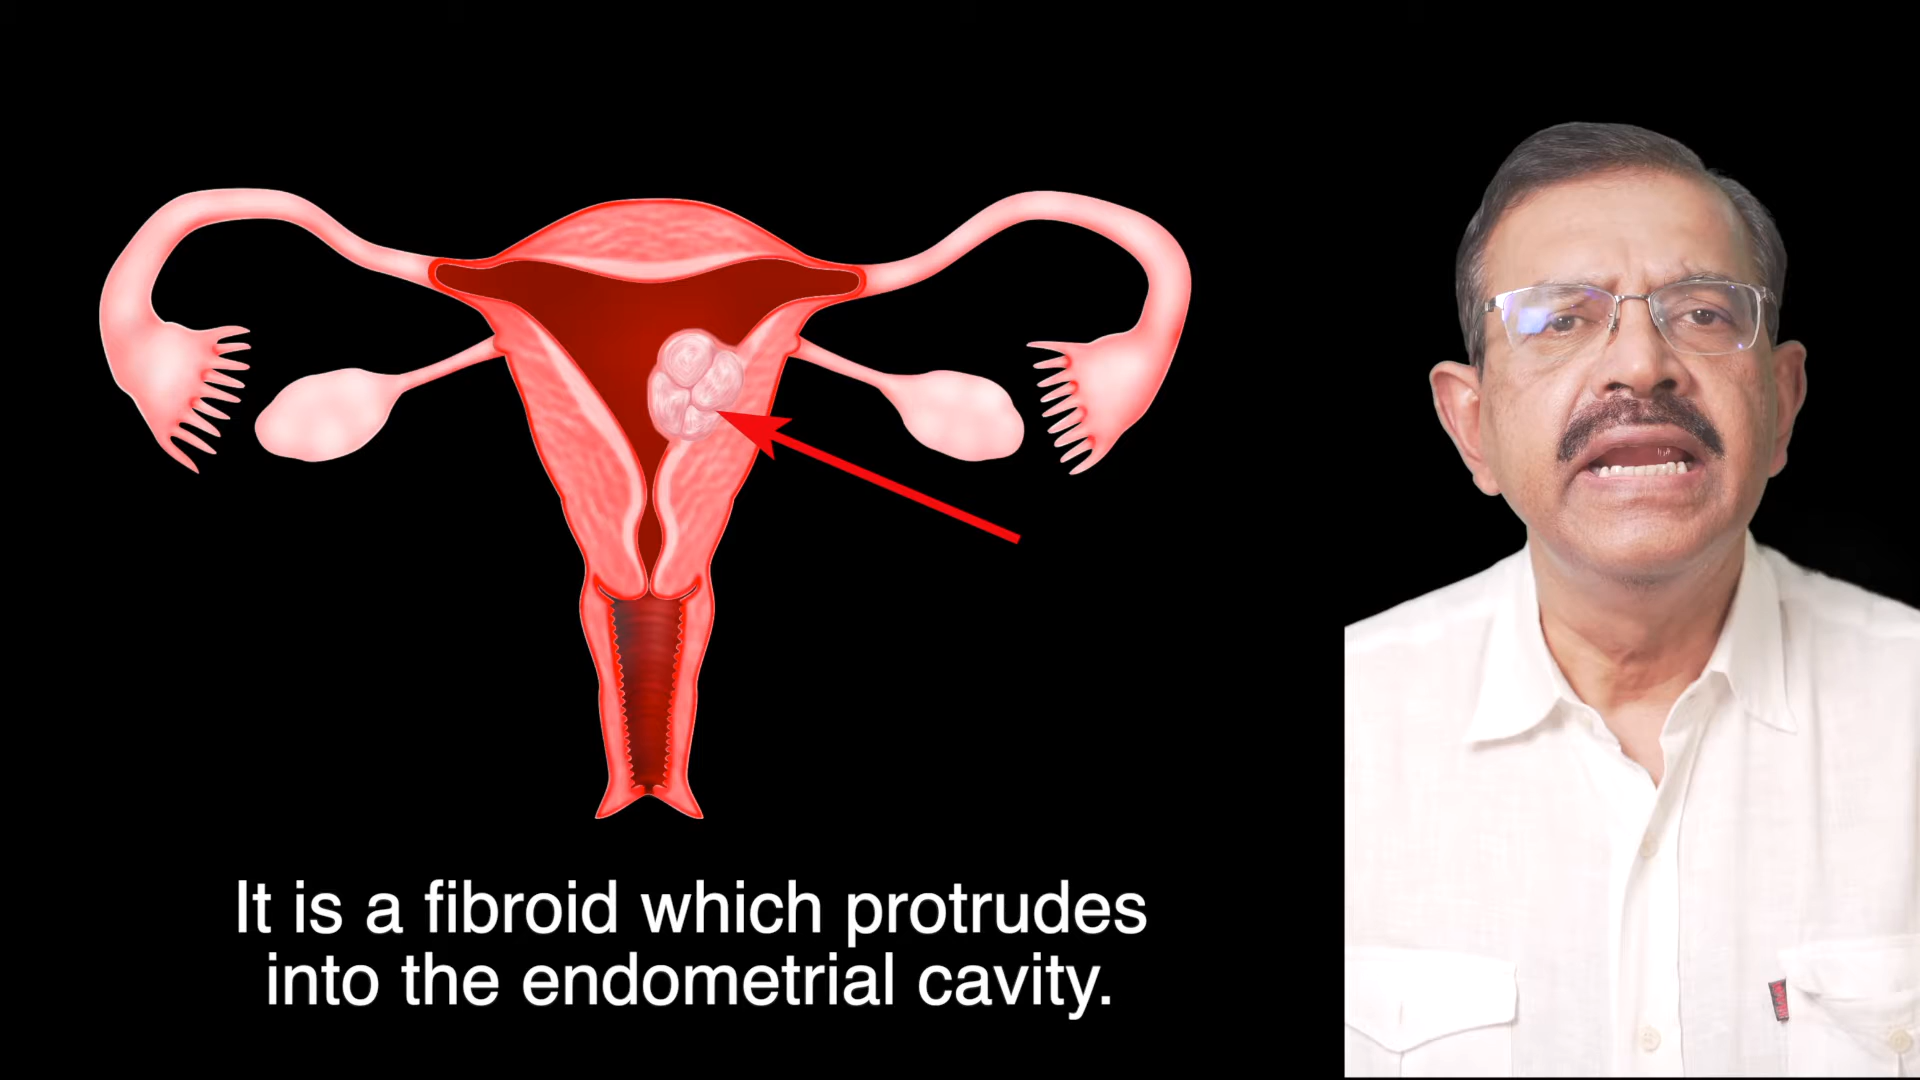 It is a fibroid which protrudes
into the endometrial cavity.